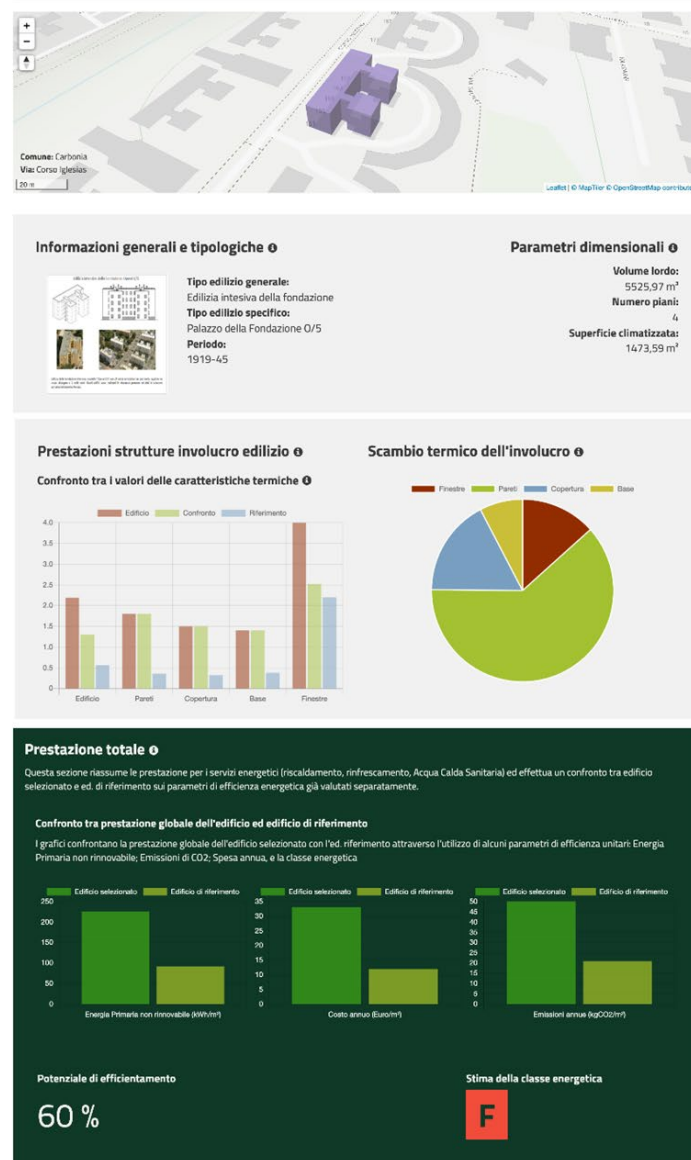 +
−
Comune: Carbonia
Via: Corso Iglesias
20 m
Leaflet | © MapTiler © OpenStreetMap contribut
Informazioni generali e tipologiche
Tipo edilizio generale:
Edilizia intesiva della fondazione
Tipo edilizio specifico:
Palazzo della Fondazione O/5
Periodo:
1919-45
Parametri dimensionali
Volume lordo:
5525,97 m³
Numero piani:
4
Superficie climatizzata:
1473,59 m²
Prestazioni strutture involucro edilizio
Confronto tra i valori delle caratteristiche termiche
Edificio Confronto Riferimento
4.0
3.5
3.0
2.5
2.0
1.5
1.0
0.5
0
Edificio Pareti Copertura Base Finestre
Scambio termico dell'involucro
Finestre Pareti Copertura Base
Prestazione totale
Questa sezione riassume le prestazione per i servizi energetici (riscaldamento, rinfrescamento, Acqua Calda Sanitaria) ed effettua un confronto tra edificio
selezionato e ed. di riferimento sui parametri di efficienza energetica già valutati separatamente.
Confronto tra prestazione globale dell'edificio ed edificio di riferimento
I grafici confrontano la prestazione globale dell'edificio selezionato con l'ed. riferimento attraverso l'utilizzo di alcuni parametri di efficienza unitari: Energia
Primaria non rinnovabile; Emissioni di CO2; Spesa annua, e la classe energetica
Edificio selezionato Edificio di riferimento
250
200
150
100
50
0
Energia Primaria non rinnovabile (kWh/m²)
Edificio selezionato Edificio di riferimento
35
30
25
20
15
10
5
0
Costo annuo (Euro/m²)
Edificio selezionato Edificio di riferimento
50
45
40
35
30
25
20
15
10
5
0
Emissioni annue (kgCO2/m²)
Potenziale di efficientamento
60 %
Stima della classe energetica
F